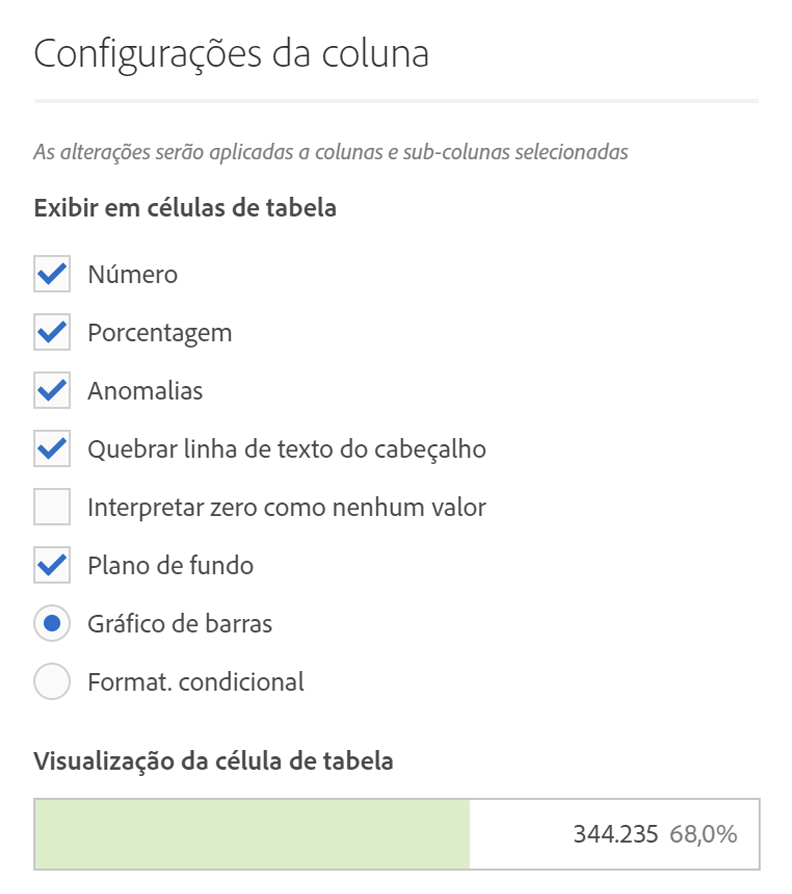 Configurações da coluna
As alterações serão aplicadas a colunas e sub-colunas selecionadas
Exibir em células de tabela
Número
Porcentagem
Anomalias
Quebrar linha de texto do cabeçalho
Interpretar zero como nenhum valor
Plano de fundo
Gráfico de barras
Format. condicional
Visualização da célula de tabela
344.235 68,0%